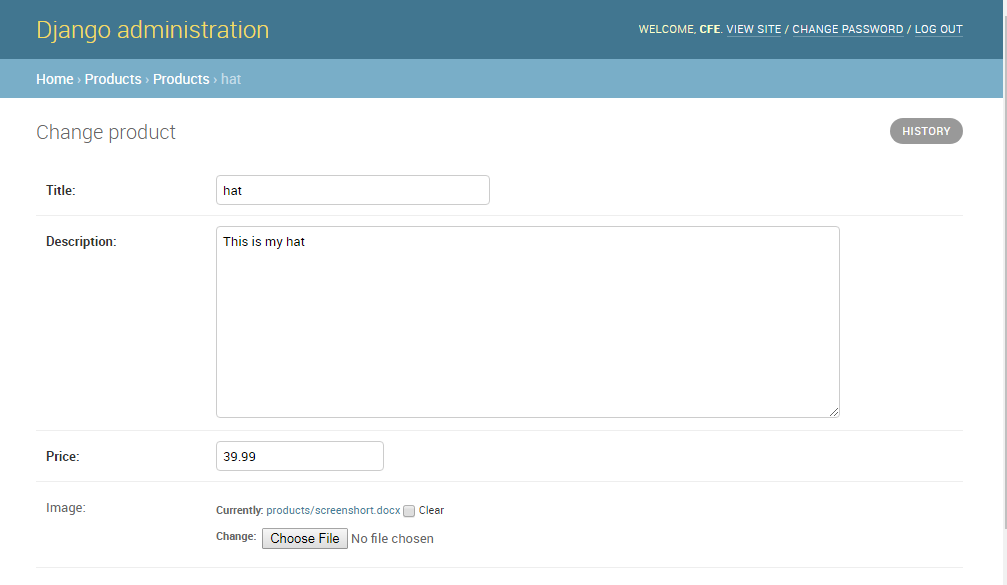 Django administration
WELCOME, CFE. VIEW SITE / CHANGE PASSWORD / LOG OUT
Home › Products › Products › hat
Change product
HISTORY
Title:
hat
Description:
This is my hat
Price:
39.99
Image:
Currently: products/screenshort.docx Clear
Change: Choose File No file chosen